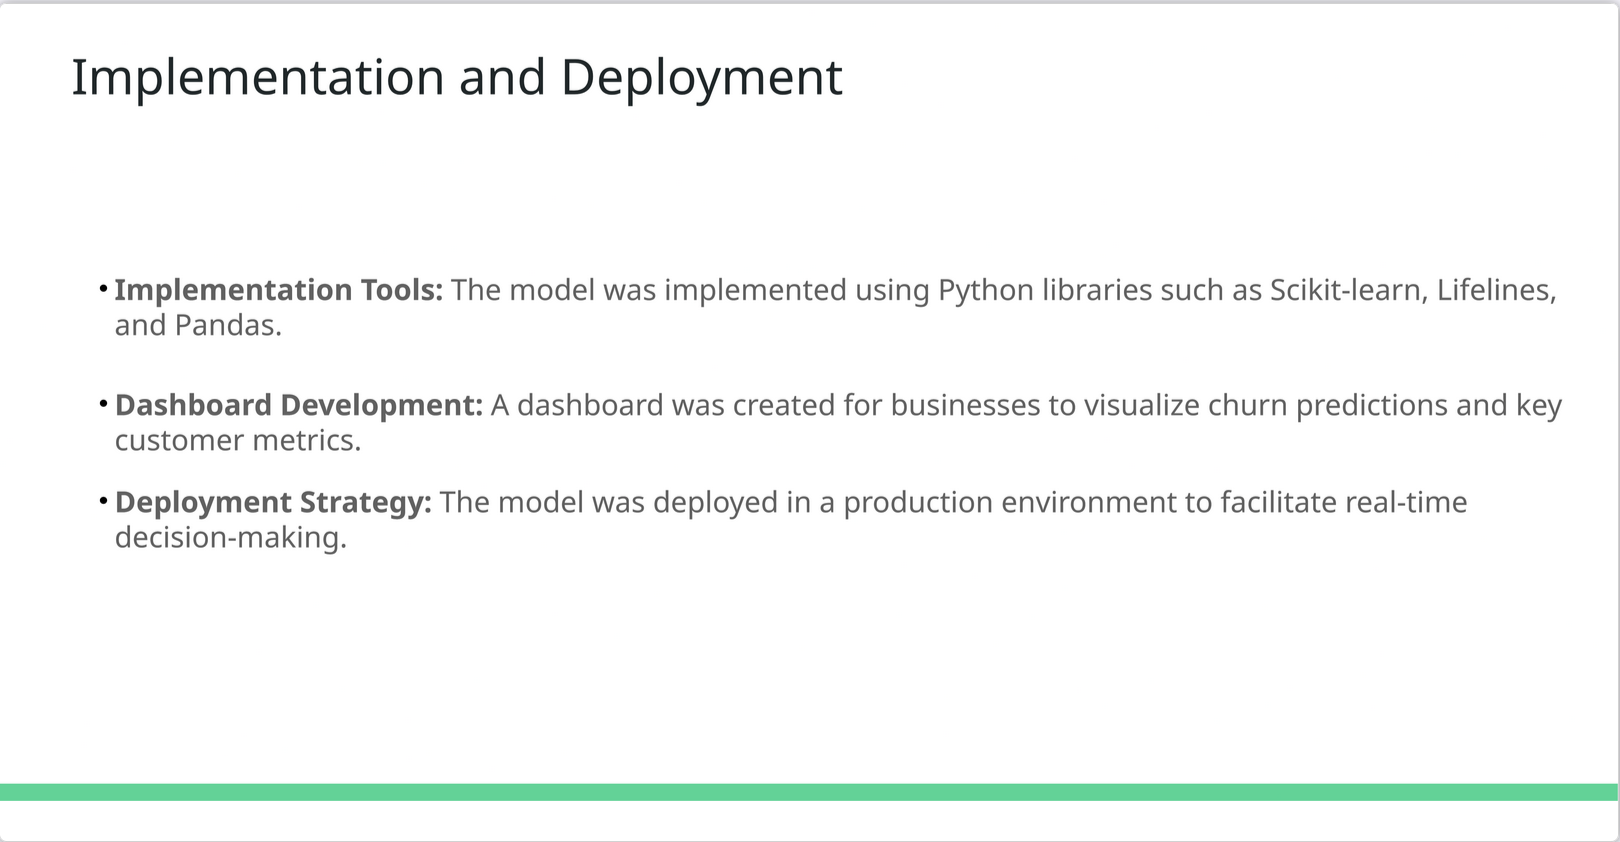 Implementation and Deployment
• Implementation Tools: The model was implemented using Python libraries such as Scikit-learn, Lifelines,
and Pandas.
• Dashboard Development: A dashboard was created for businesses to visualize churn predictions and key
customer metrics.
• Deployment Strategy: The model was deployed in a production environment to facilitate real-time
decision-making.